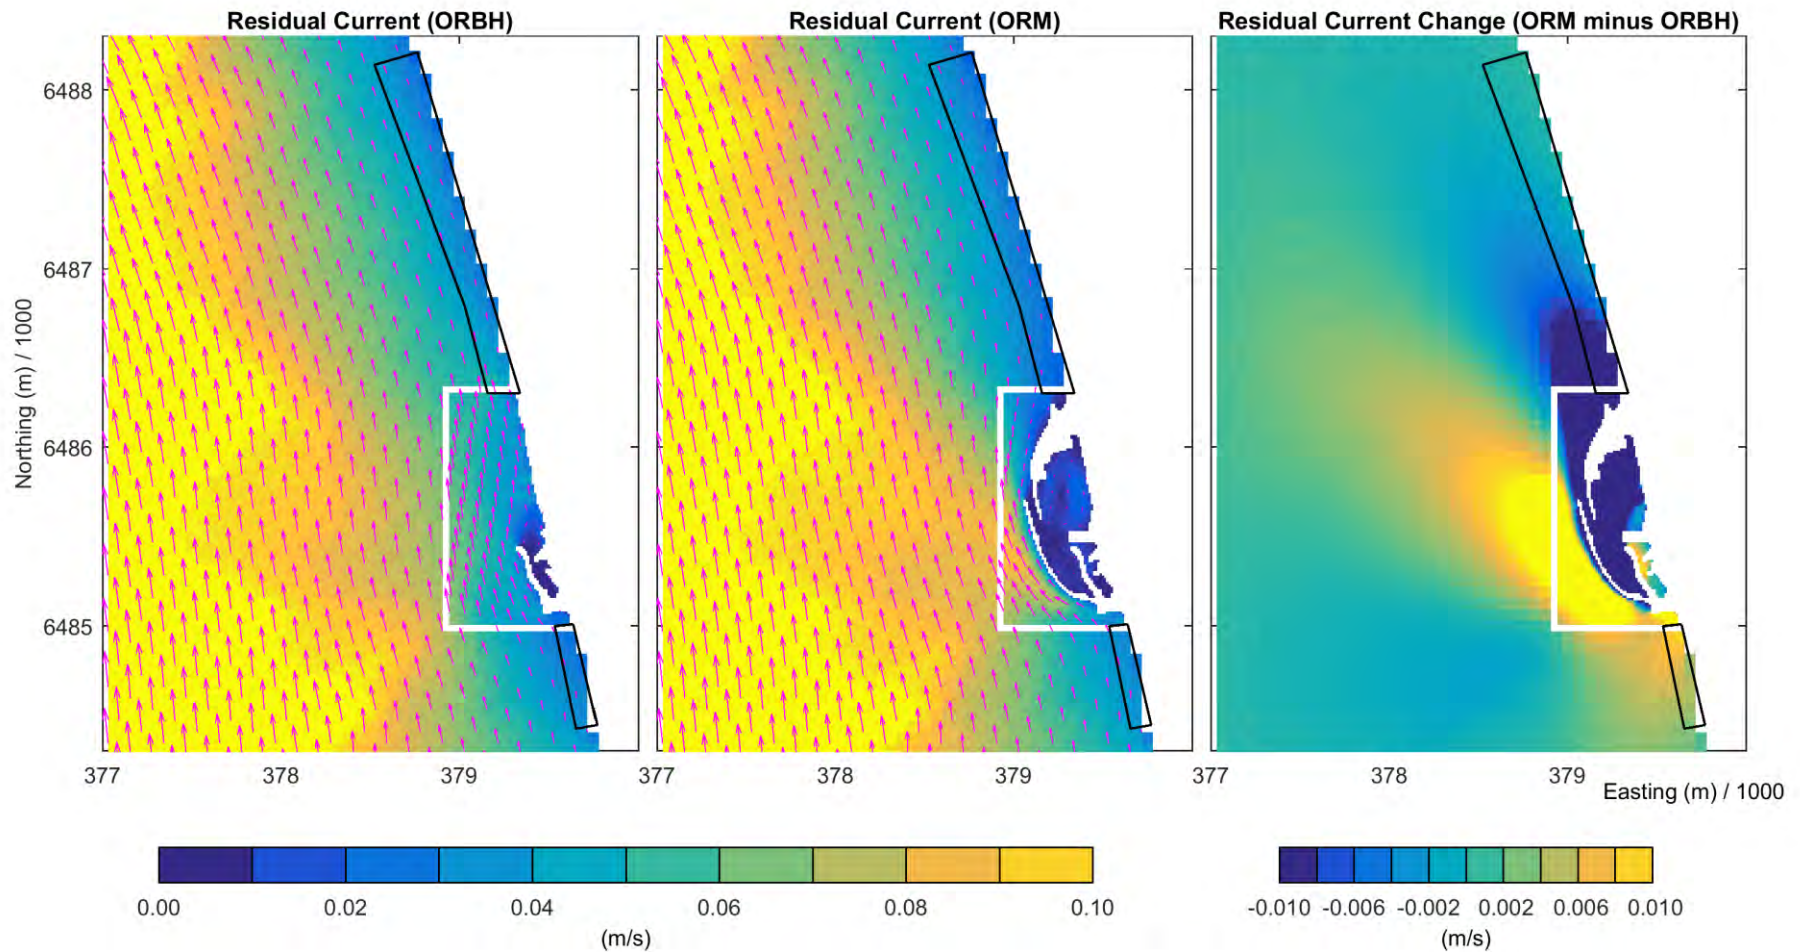 Residual Current (ORBH)
Residual Current (ORM)
Residual Current Change (ORM minus ORBH)
Northing (m) / 1000
6488
6487
6486
6485
377 378 379
377 378 379
377 378 379
Easting (m) / 1000
0.00 0.02 0.04 0.06 0.08 0.10
(m/s)
-0.010 -0.006 -0.002 0.002 0.006 0.010
(m/s)